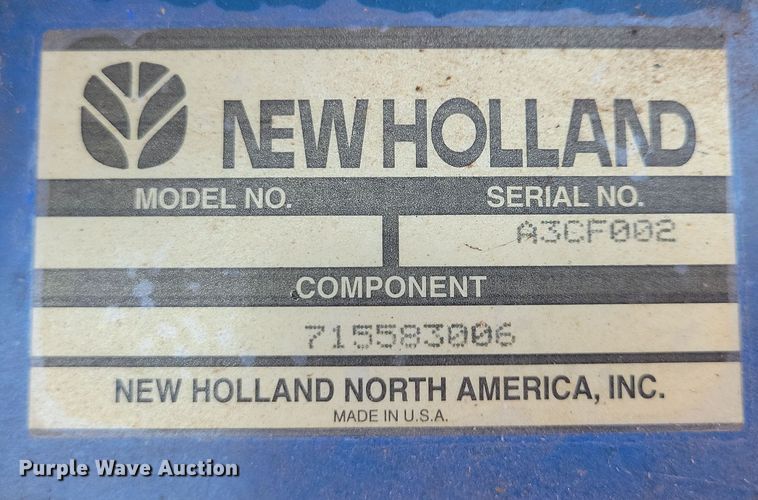 NEW HOLLAND
MODEL NO. SERIAL NO.
A3CF002
COMPONENT
715583006
NEW HOLLAND NORTH AMERICA, INC.
MADE IN U.S.A.
Purple Wave Auction